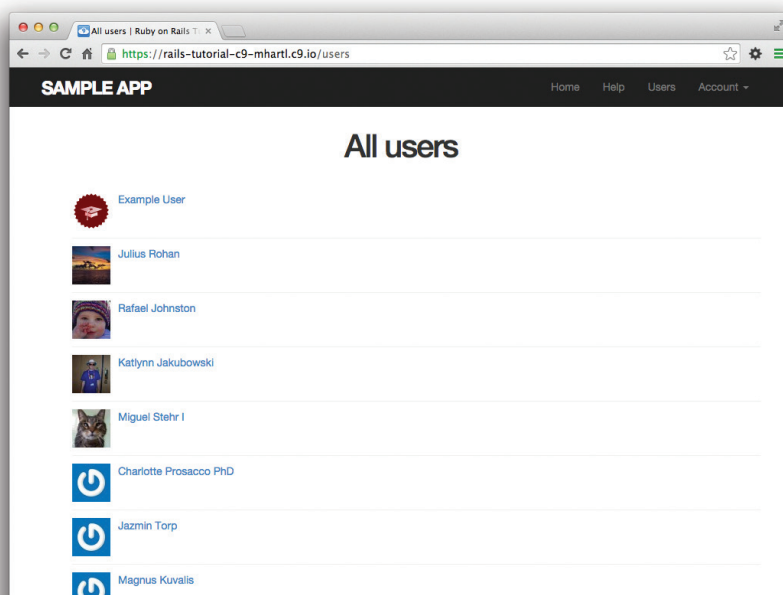 All users | Ruby on Rails T
https://rails-tutorial-c9-mhartl.c9.io/users
SAMPLE APP
Home
Help
Users
Account
All users
Example User
Julius Rohan
Rafael Johnston
Katlynn Jakubowski
Miguel Stehr I
Charlotte Prosacco PhD
Jazmin Torp
Magnus Kuvalis